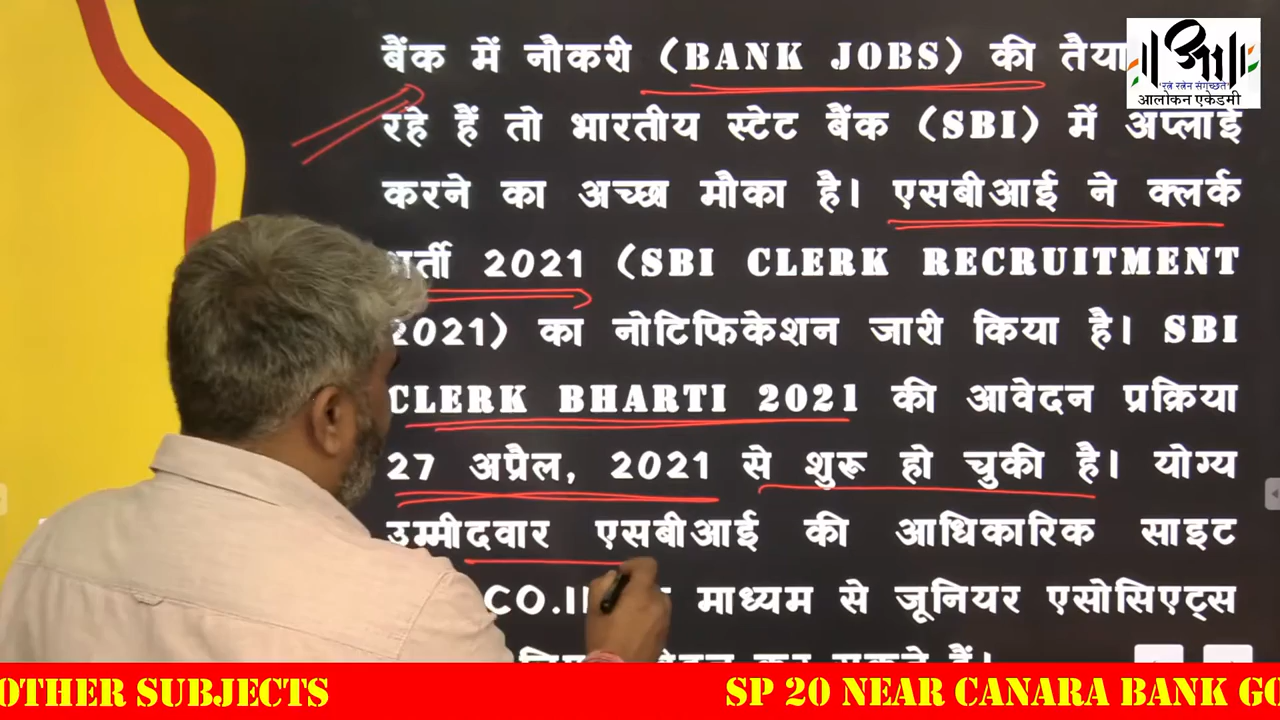 बैंक में नौकरी (BANK JOBS) की
रहे हैं तो भारतीय स्टेट बैंक (SBI) में अप्लाई
करने का अच्छा मौका है। एसबीआई ने क्लर्क
2021 (SBI CLERK RECRUITMENT
2021) का नोटिफिकेशन जारी किया है। SBI
CLERK BHARTI 2021 की आवेदन प्रक्रिया
27 अप्रैल, 2021 से शुरू हो चुकी है। योग्य
उम्मीदवार एसबीआई की आधिकारिक साइट
माध्यम से जूनियर एसोसिएट्स
आलोकन एकेडमी
OTHER SUBJECTS
SP 20 NEAR CANARA BANK